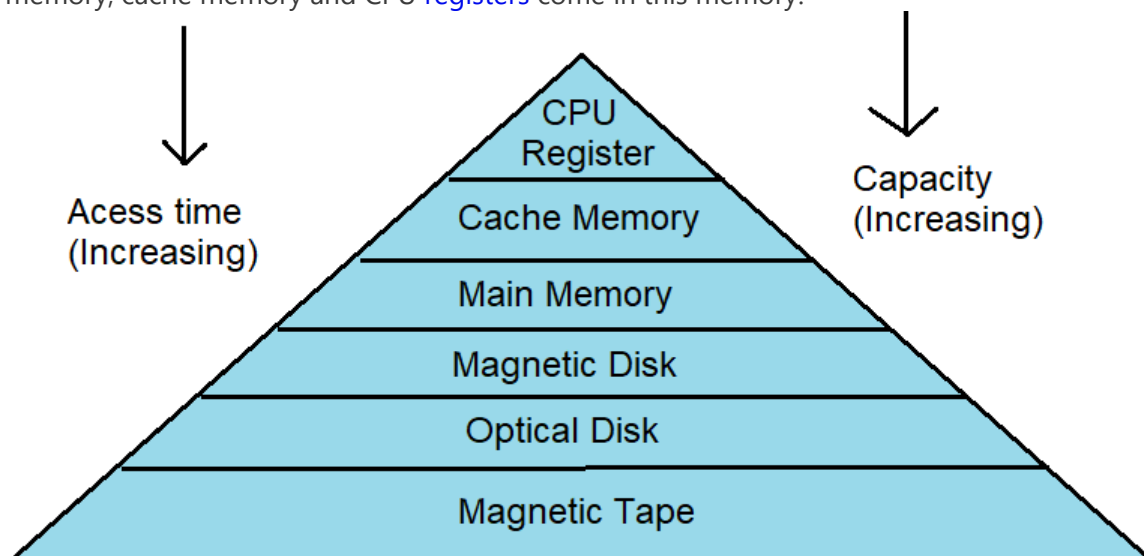 memory, cache memory and CPU registers come in this memory.
CPU
Register
Acess time
(Increasing)
Capacity
(Increasing)
Cache Memory
Main Memory
Magnetic Disk
Optical Disk
Magnetic Tape